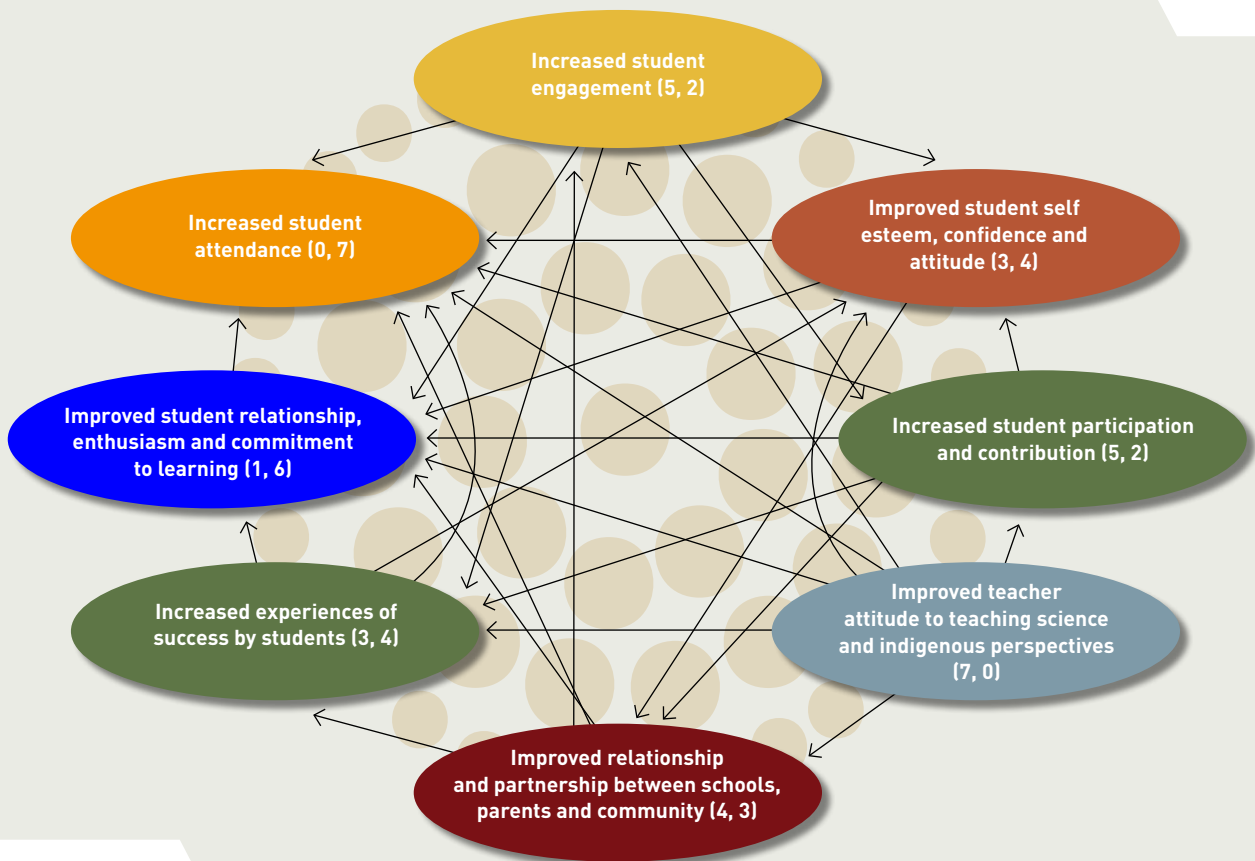 Increased student
engagement (5, 2)
Increased student
attendance (0, 7)
Improved student self
esteem, confidence and
attitude (3, 4)
Improved student relationship,
enthusiasm and commitment
to learning (1, 6)
Increased student participation
and contribution (5, 2)
Increased experiences of
success by students (3, 4)
Improved teacher
attitude to teaching science
and indigenous perspectives
(7, 0)
Improved relationship
and partnership between schools,
parents and community (4, 3)